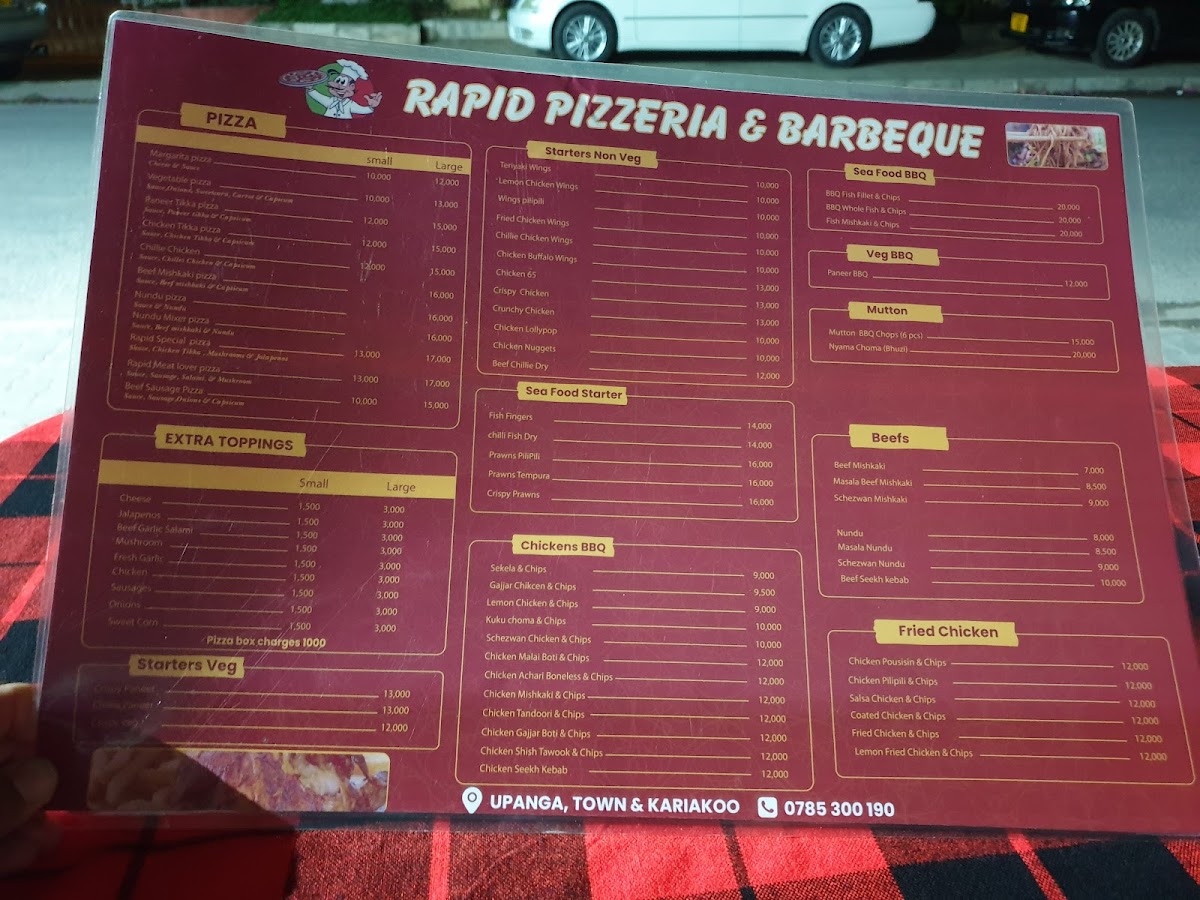 RAPID PIZZERIA & BARBEQUE
PIZZA
small Large
Margarita pizza 10,000 12,000
Cheese & Sauce
Vegetable pizza 10,000 13,000
Sauce,Onions, Sweetcorn, Carrot & Capsicum
Paneer Tikka pizza 12,000 15,000
Sauce, Paneer tikka & Capsicum
Chicken Tikka pizza 12,000 15,000
Sauce, Chicken Tikka & Capsicum
Chillie Chicken 12,000 15,000
Sauce, Chillie Chicken & Capsicum
Beef Mishkaki pizza 16,000
Sauce, Beef mishkaki & Capsicum
Nundu pizza 16,000
Sauce & Nundu
Nundu Mixer pizza 16,000
Sauce, Beef mishkaki & Nundu
Rapid Special pizza 13,000 17,000
Sauce, Chicken Tikka ,Mushrooms & Jalapenos
Rapid Meat lover pizza 13,000 17,000
Sauce, Sausage, Salami, & Mushroom
Beef Sausage Pizza 10,000 15,000
Sauce, Sausage,Onions & Capsicum
EXTRA TOPPINGS
Small Large
Cheese 1,500 3,000
Jalapenos 1,500 3,000
Beef Garlic Salami 1,500 3,000
Mushroom 1,500 3,000
Fresh Garlic 1,500 3,000
Chicken 1,500 3,000
Sausages 1,500 3,000
Onions 1,500 3,000
Sweet Corn 1,500 3,000
Pizza box charges 1000
Starters Veg
Paneer 13,000
Paneer 13,000
12,000
Starters Non Veg
Teriyaki Wings 10,000
Lemon Chicken Wings 10,000
Wings pilipili 10,000
Fried Chicken Wings 10,000
Chillie Chicken Wings 10,000
Chicken Buffalo Wings 10,000
Chicken 65 13,000
Crispy Chicken 13,000
Crunchy Chicken 13,000
Chicken Lollypop 10,000
Chicken Nuggets 10,000
Beef Chillie Dry 12,000
Sea Food Starter
Fish Fingers 14,000
chilli Fish Dry 14,000
Prawns PiliPili 16,000
Prawns Tempura 16,000
Crispy Prawns 16,000
Chickens BBQ
Sekela & Chips 9,000
Gajjar Chikcen & Chips 9,500
Lemon Chicken & Chips 9,000
Kuku choma & Chips 10,000
Schezwan Chicken & Chips 10,000
Chicken Malai Boti & Chips 12,000
Chicken Achari Boneless & Chips 12,000
Chicken Mishkaki & Chips 12,000
Chicken Tandoori & Chips 12,000
Chicken Gajjar Boti & Chips 12,000
Chicken Shish Tawook & Chips 12,000
Chicken Seekh Kebab 12,000
Sea Food BBQ
BBQ Fish Fillet & Chips 20,000
BBQ Whole Fish & Chips 20,000
Fish Mishkaki & Chips 20,000
Veg BBQ
Paneer BBQ 12,000
Mutton
Mutton BBQ Chops (6 pcs) 15,000
Nyama Choma (Bhuzi) 20,000
Beefs
Beef Mishkaki 7,000
Masala Beef Mishkaki 8,500
Schezwan Mishkaki 9,000
Nundu 8,000
Masala Nundu 8,500
Schezwan Nundu 9,000
Beef Seekh kebab 10,000
Fried Chicken
Chicken Pousisin & Chips 12,000
Chicken Pilipili & Chips 12,000
Salsa Chicken & Chips 12,000
Coated Chicken & Chips 12,000
Fried Chicken & Chips 12,000
Lemon Fried Chicken & Chips 12,000
UPANGA, TOWN & KARIAKOO 0785 300 190